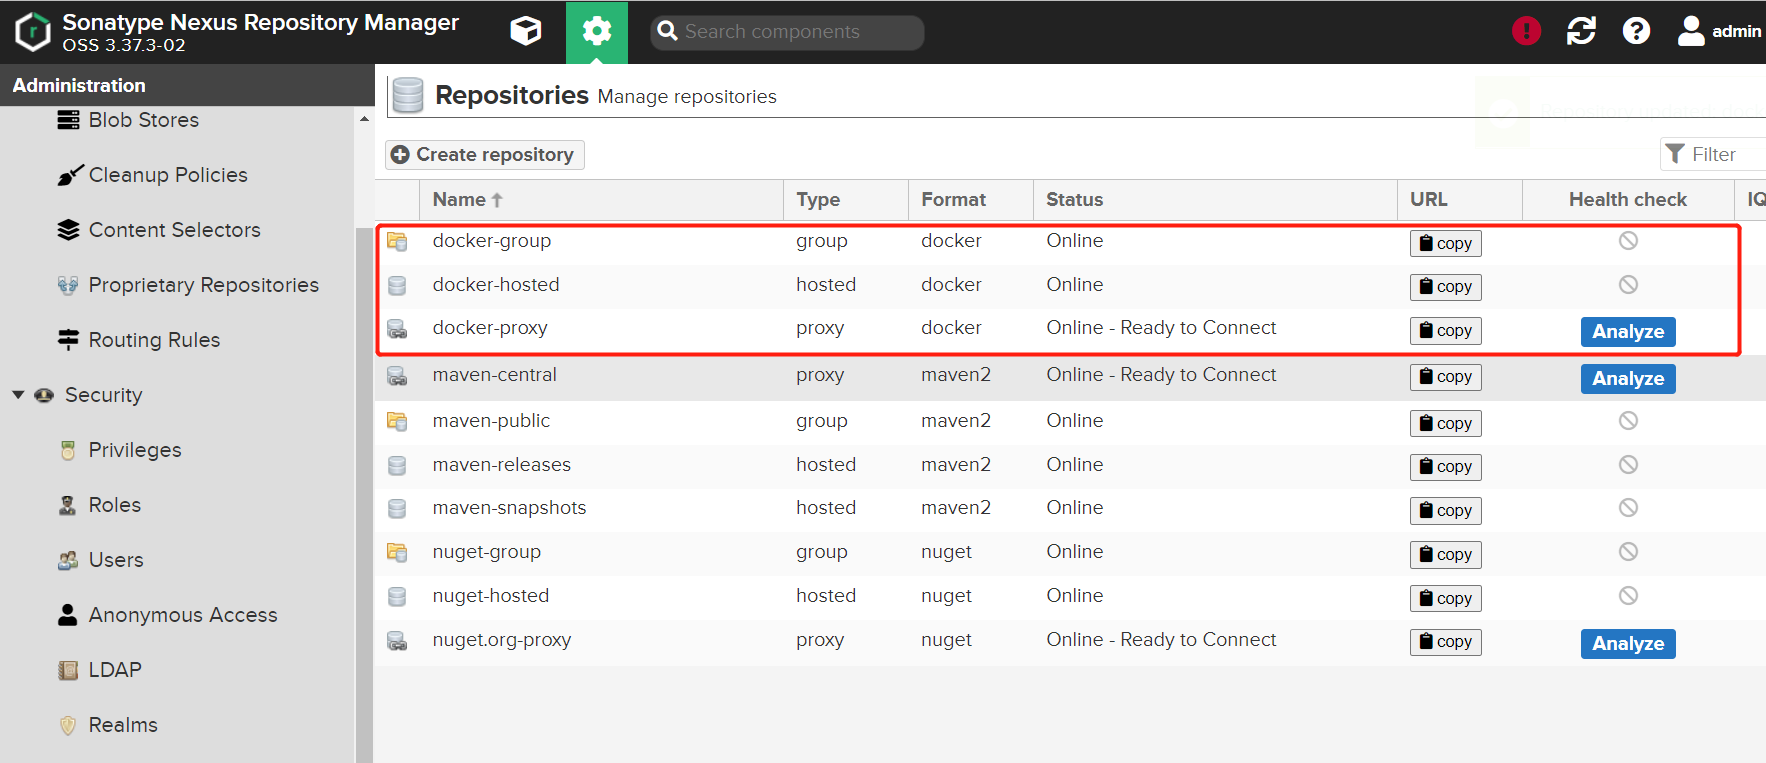 Sonatype Nexus Repository Manager
OSS 3.37.3-02
Search components
admin
Administration
Blob Stores
Cleanup Policies
Content Selectors
Proprietary Repositories
Routing Rules
Security
Privileges
Roles
Users
Anonymous Access
LDAP
Realms
Repositories Manage repositories
Create repository
Filter
Name Type Format Status URL Health check IQ
docker-group group docker Online copy
docker-hosted hosted docker Online copy
docker-proxy proxy docker Online - Ready to Connect copy Analyze
maven-central proxy maven2 Online - Ready to Connect copy Analyze
maven-public group maven2 Online copy
maven-releases hosted maven2 Online copy
maven-snapshots hosted maven2 Online copy
nuget-group group nuget Online copy
nuget-hosted hosted nuget Online copy
nuget.org-proxy proxy nuget Online - Ready to Connect copy Analyze